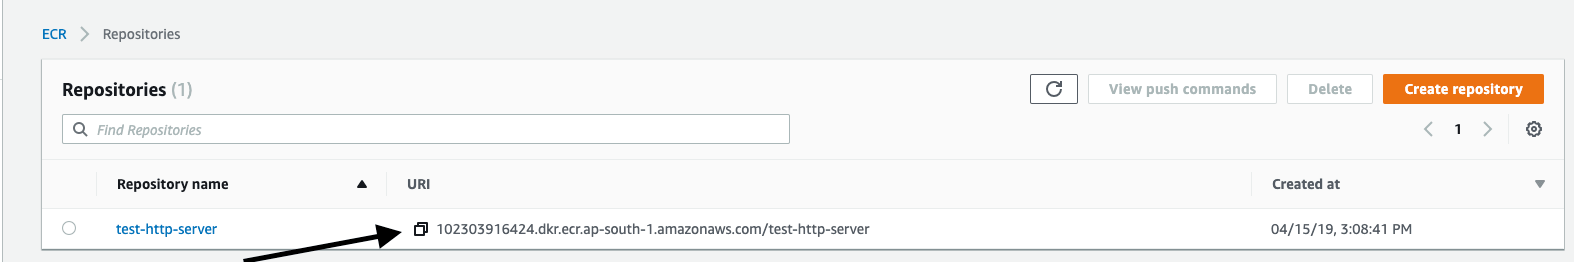 ECR > Repositories
Repositories (1) View push commands Delete Create repository
Find Repositories 1
Repository name URI Created at
test-http-server 102303916424.dkr.ecr.ap-south-1.amazonaws.com/test-http-server 04/15/19, 3:08:41 PM